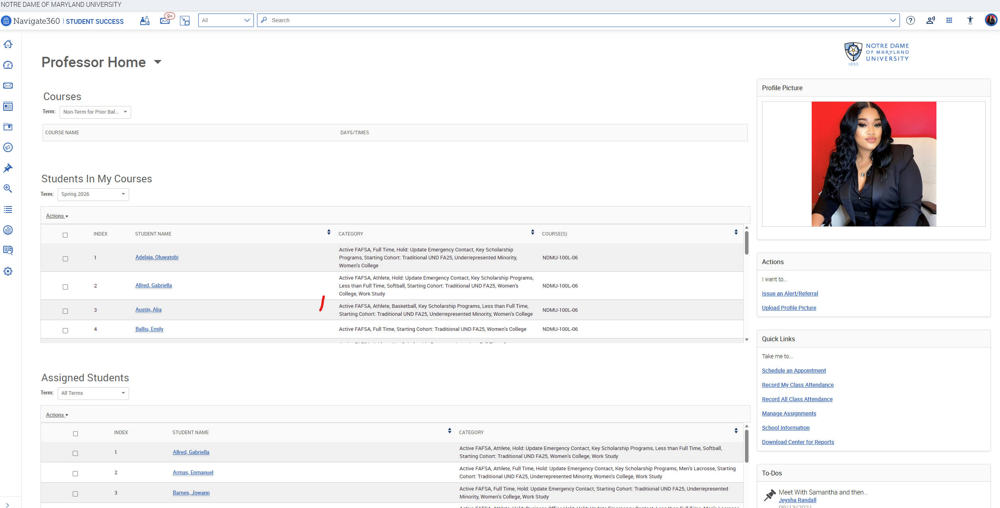 NOTRE DAME OF MARYLAND UNIVERSITY
Navigate360 | STUDENT SUCCESS
9+
All
Search
Professor Home
NOTRE DAME
OF MARYLAND
UNIVERSITY
1895
Courses
Term: Non-Term for Prior Bal...
COURSE NAME DAYS/TIMES
Students In My Courses
Term: Spring 2026
Actions
INDEX STUDENT NAME CATEGORY COURSE(S)
1 Adelaja, Oluwatobi Active FAFSA, Full Time, Hold: Update Emergency Contact, Key Scholarship
Programs, Starting Cohort: Traditional UND FA25, Underrepresented Minority,
Women's College
NDMU-100L-06
2 Allred, Gabriella Active FAFSA, Athlete, Hold: Update Emergency Contact, Key Scholarship Programs,
Less than Full Time, Softball, Starting Cohort: Traditional UND FA25, Women's
College, Work Study
NDMU-100L-06
3 Austin, Alia Active FAFSA, Athlete, Basketball, Key Scholarship Programs, Less than Full Time,
Starting Cohort: Traditional UND FA25, Underrepresented Minority, Women's College
NDMU-100L-06
4 Balliu, Emily Active FAFSA, Full Time, Starting Cohort: Traditional UND FA25, Women's College NDMU-100L-06
Assigned Students
Term: All Terms
Actions
INDEX STUDENT NAME CATEGORY
1 Allred, Gabriella Active FAFSA, Athlete, Hold: Update Emergency Contact, Key Scholarship Programs, Less than Full Time, Softball,
Starting Cohort: Traditional UND FA25, Women's College, Work Study
2 Armas, Enmanuel Active FAFSA, Athlete, Full Time, Hold: Update Emergency Contact, Key Scholarship Programs, Men's Lacrosse, Starting
Cohort: Traditional UND FA25, Underrepresented Minority, Women's College, Work Study
3 Barnes, Jowann Active FAFSA, Full Time, Hold: Update Emergency Contact, Starting Cohort: Traditional UND FA25, Underrepresented
Minority, Women's College, Work Study
Profile Picture
Actions
I want to...
Issue an Alert/Referral
Upload Profile Picture
Quick Links
Take me to...
Schedule an Appointment
Record My Class Attendance
Record All Class Attendance
Manage Assignments
School Information
Download Center for Reports
To-Dos
Meet With Samantha and then...
Jeysha Randall
09/13/2021